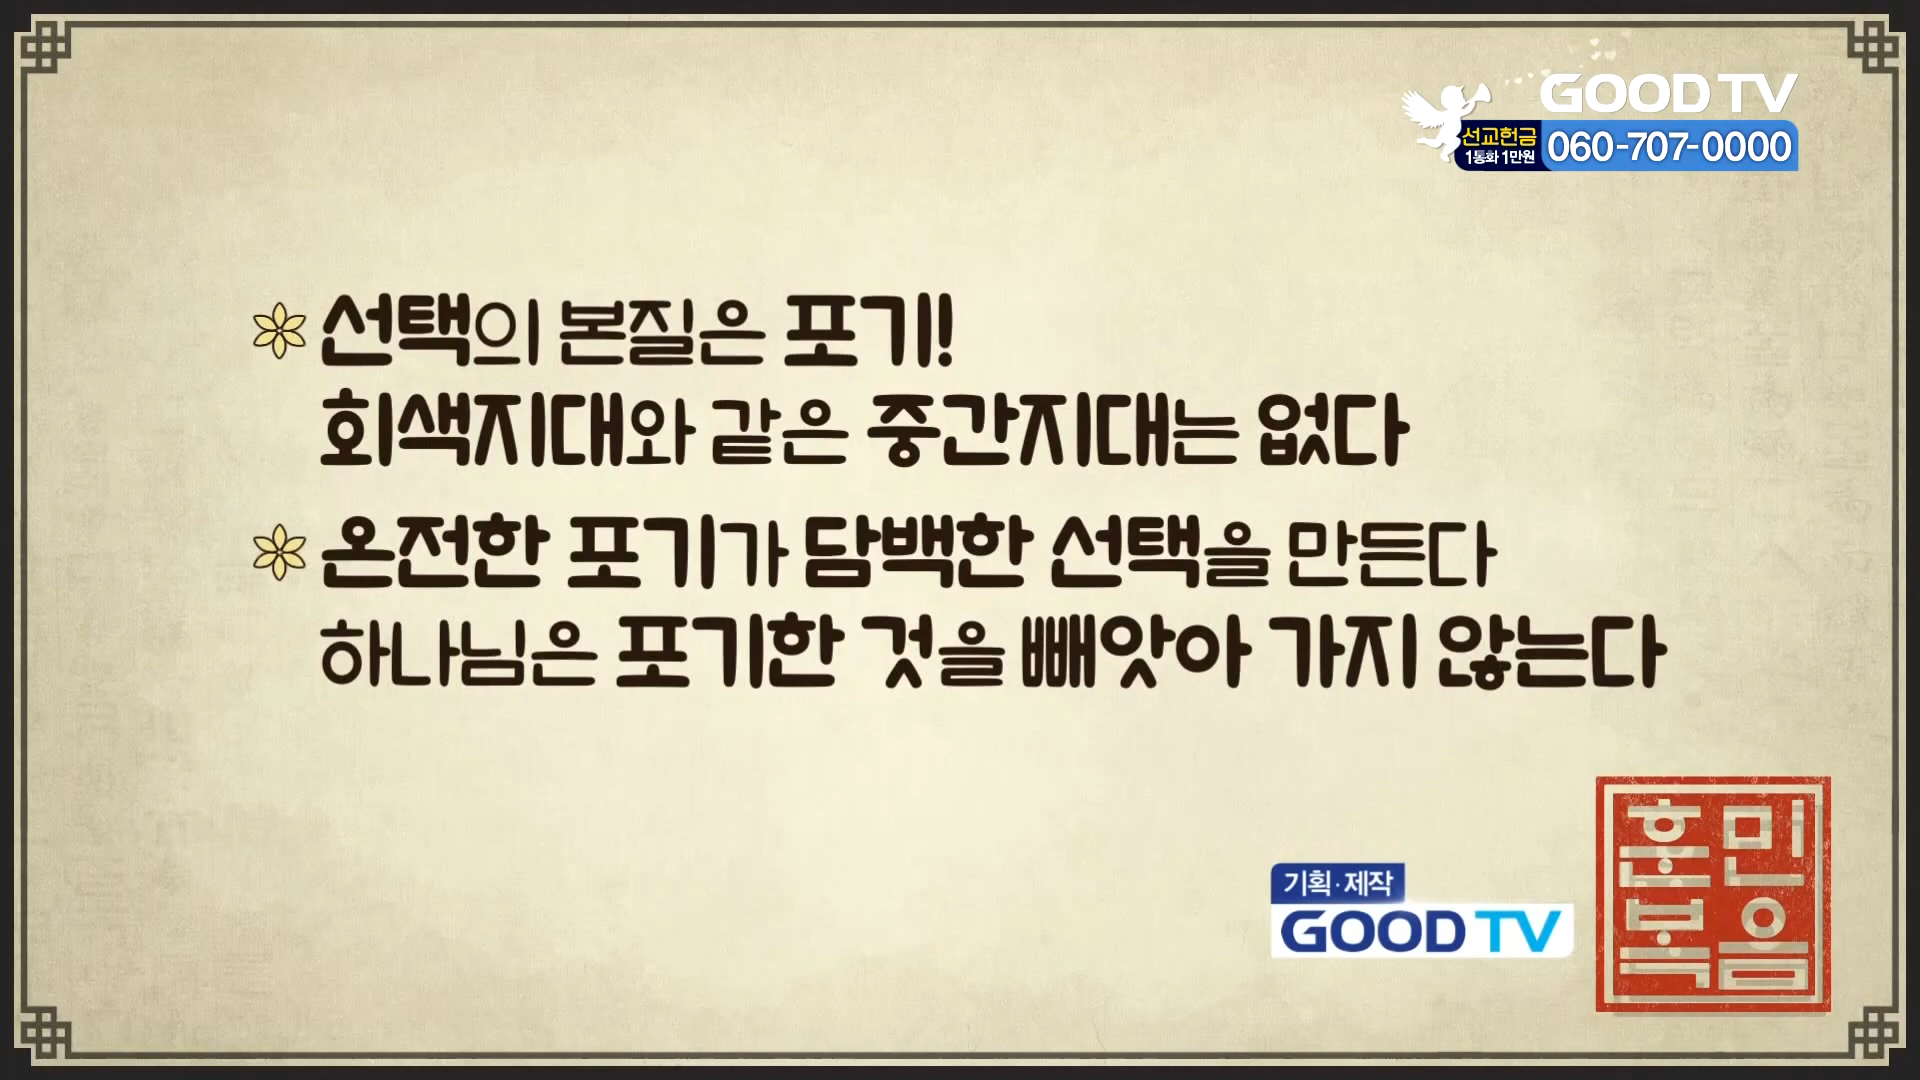 GOOD TV
선교헌금
1통화 1만원
060-707-0000
선택의 본질은 포기!
회색지대와 같은 중간지대는 없다
온전한 포기가 담백한 선택을 만든다
하나님은 포기한 것을 빼앗아 가지 않는다
기획·제작
GOOD TV
훈민
복음